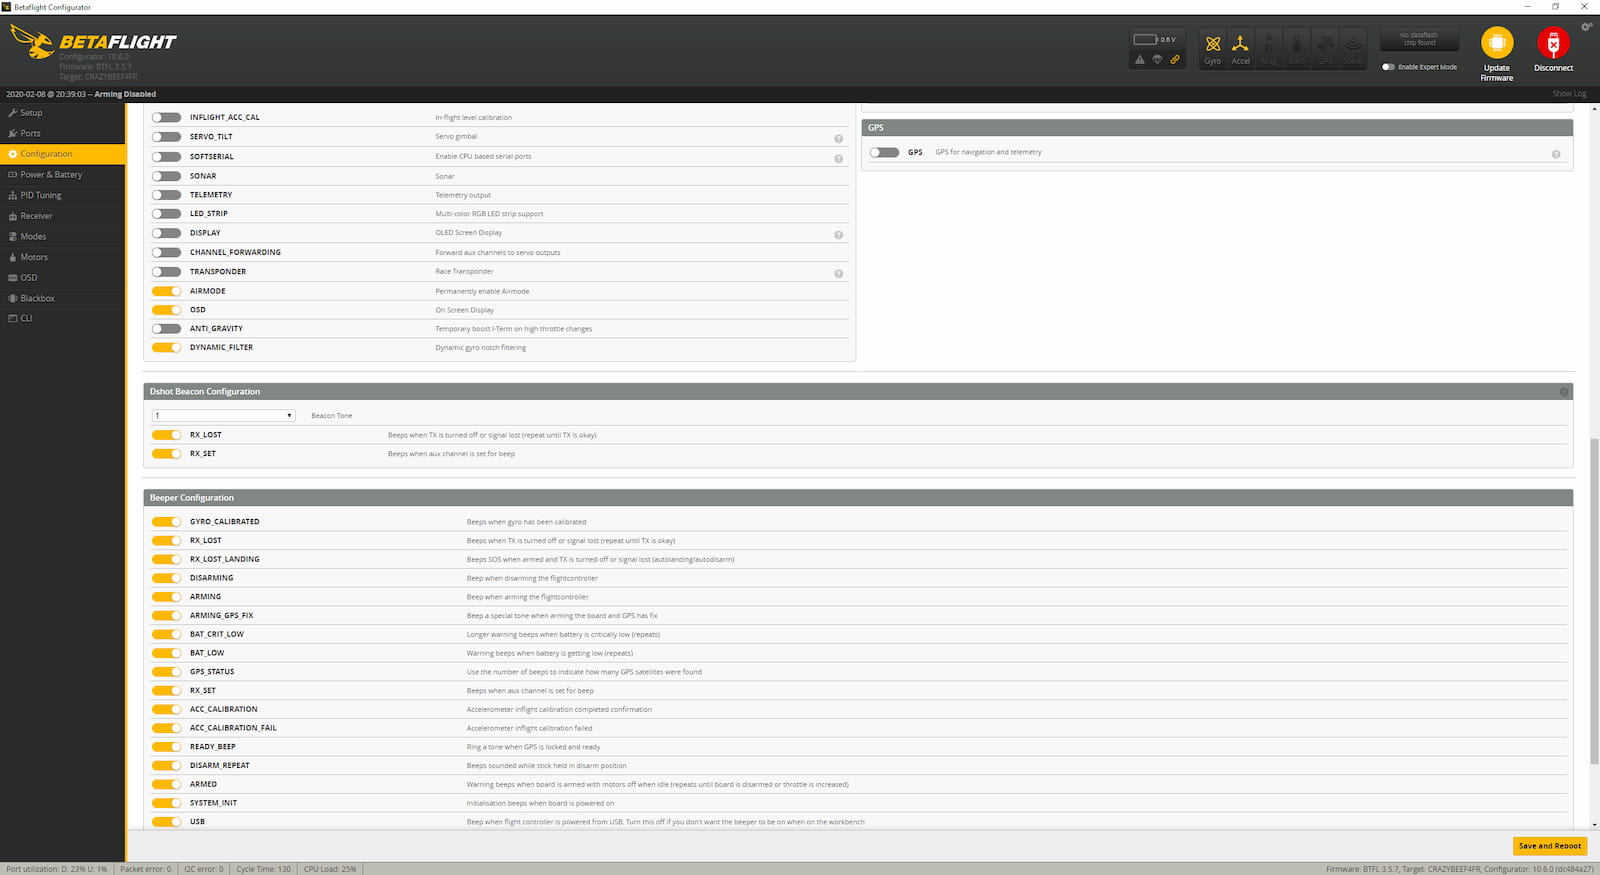 Betaflight Configurator
BETAFLIGHT
Configurator: 10.6.0
Firmware: BTFL 3.5.7
Target: CRAZYBEEF4FR
0.6 V
Gyro
Accel
Mag
Baro
GPS
Sonar
No dataflash
chip found
Enable Expert Mode
Update
Firmware
Disconnect
2020-02-08 @ 20:39:03 -- Arming Disabled
Show Log
Setup
Ports
Configuration
Power & Battery
PID Tuning
Receiver
Modes
Motors
OSD
Blackbox
CLI
INFLIGHT_ACC_CAL In-flight level calibration
SERVO_TILT Servo gimbal
SOFTSERIAL Enable CPU based serial ports
SONAR Sonar
TELEMETRY Telemetry output
LED_STRIP Multi-color RGB LED strip support
DISPLAY OLED Screen Display
CHANNEL_FORWARDING Forward aux channels to servo outputs
TRANSPONDER Race Transponder
AIRMODE Permanently enable Airmode
OSD On Screen Display
ANTI_GRAVITY Temporary boost I-Term on high throttle changes
DYNAMIC_FILTER Dynamic gyro notch filtering
GPS
GPS GPS for navigation and telemetry
Dshot Beacon Configuration
1 Beacon Tone
RX_LOST Beeps when TX is turned off or signal lost (repeat until TX is okay)
RX_SET Beeps when aux channel is set for beep
Beeper Configuration
GYRO_CALIBRATED Beeps when gyro has been calibrated
RX_LOST Beeps when TX is turned off or signal lost (repeat until TX is okay)
RX_LOST_LANDING Beeps SOS when armed and TX is turned off or signal lost (autolanding/autodisarm)
DISARMING Beep when disarming the flightcontroller
ARMING Beep when arming the flightcontroller
ARMING_GPS_FIX Beep a special tone when arming the board and GPS has fix
BAT_CRIT_LOW Longer warning beeps when battery is critically low (repeats)
BAT_LOW Warning beeps when battery is getting low (repeats)
GPS_STATUS Use the number of beeps to indicate how many GPS satellites were found
RX_SET Beeps when aux channel is set for beep
ACC_CALIBRATION Accelerometer inflight calibration completed confirmation
ACC_CALIBRATION_FAIL Accelerometer inflight calibration failed
READY_BEEP Ring a tone when GPS is locked and ready
DISARM_REPEAT Beeps sounded while stick held in disarm position
ARMED Warning beeps when board is armed with motors off when idle (repeats until board is disarmed or throttle is increased)
SYSTEM_INIT Initialisation beeps when board is powered on
USB Beep when flight controller is powered from USB. Turn this off if you don't want the beeper to be on when on the workbench
Save and Reboot
Port utilization: D: 23% U: 1% Packet error: 0 I2C error: 0 Cycle Time: 130 CPU Load: 25% Firmware: BTFL 3.5.7, Target: CRAZYBEEF4FR, Configurator: 10.6.0 (dc484a27)